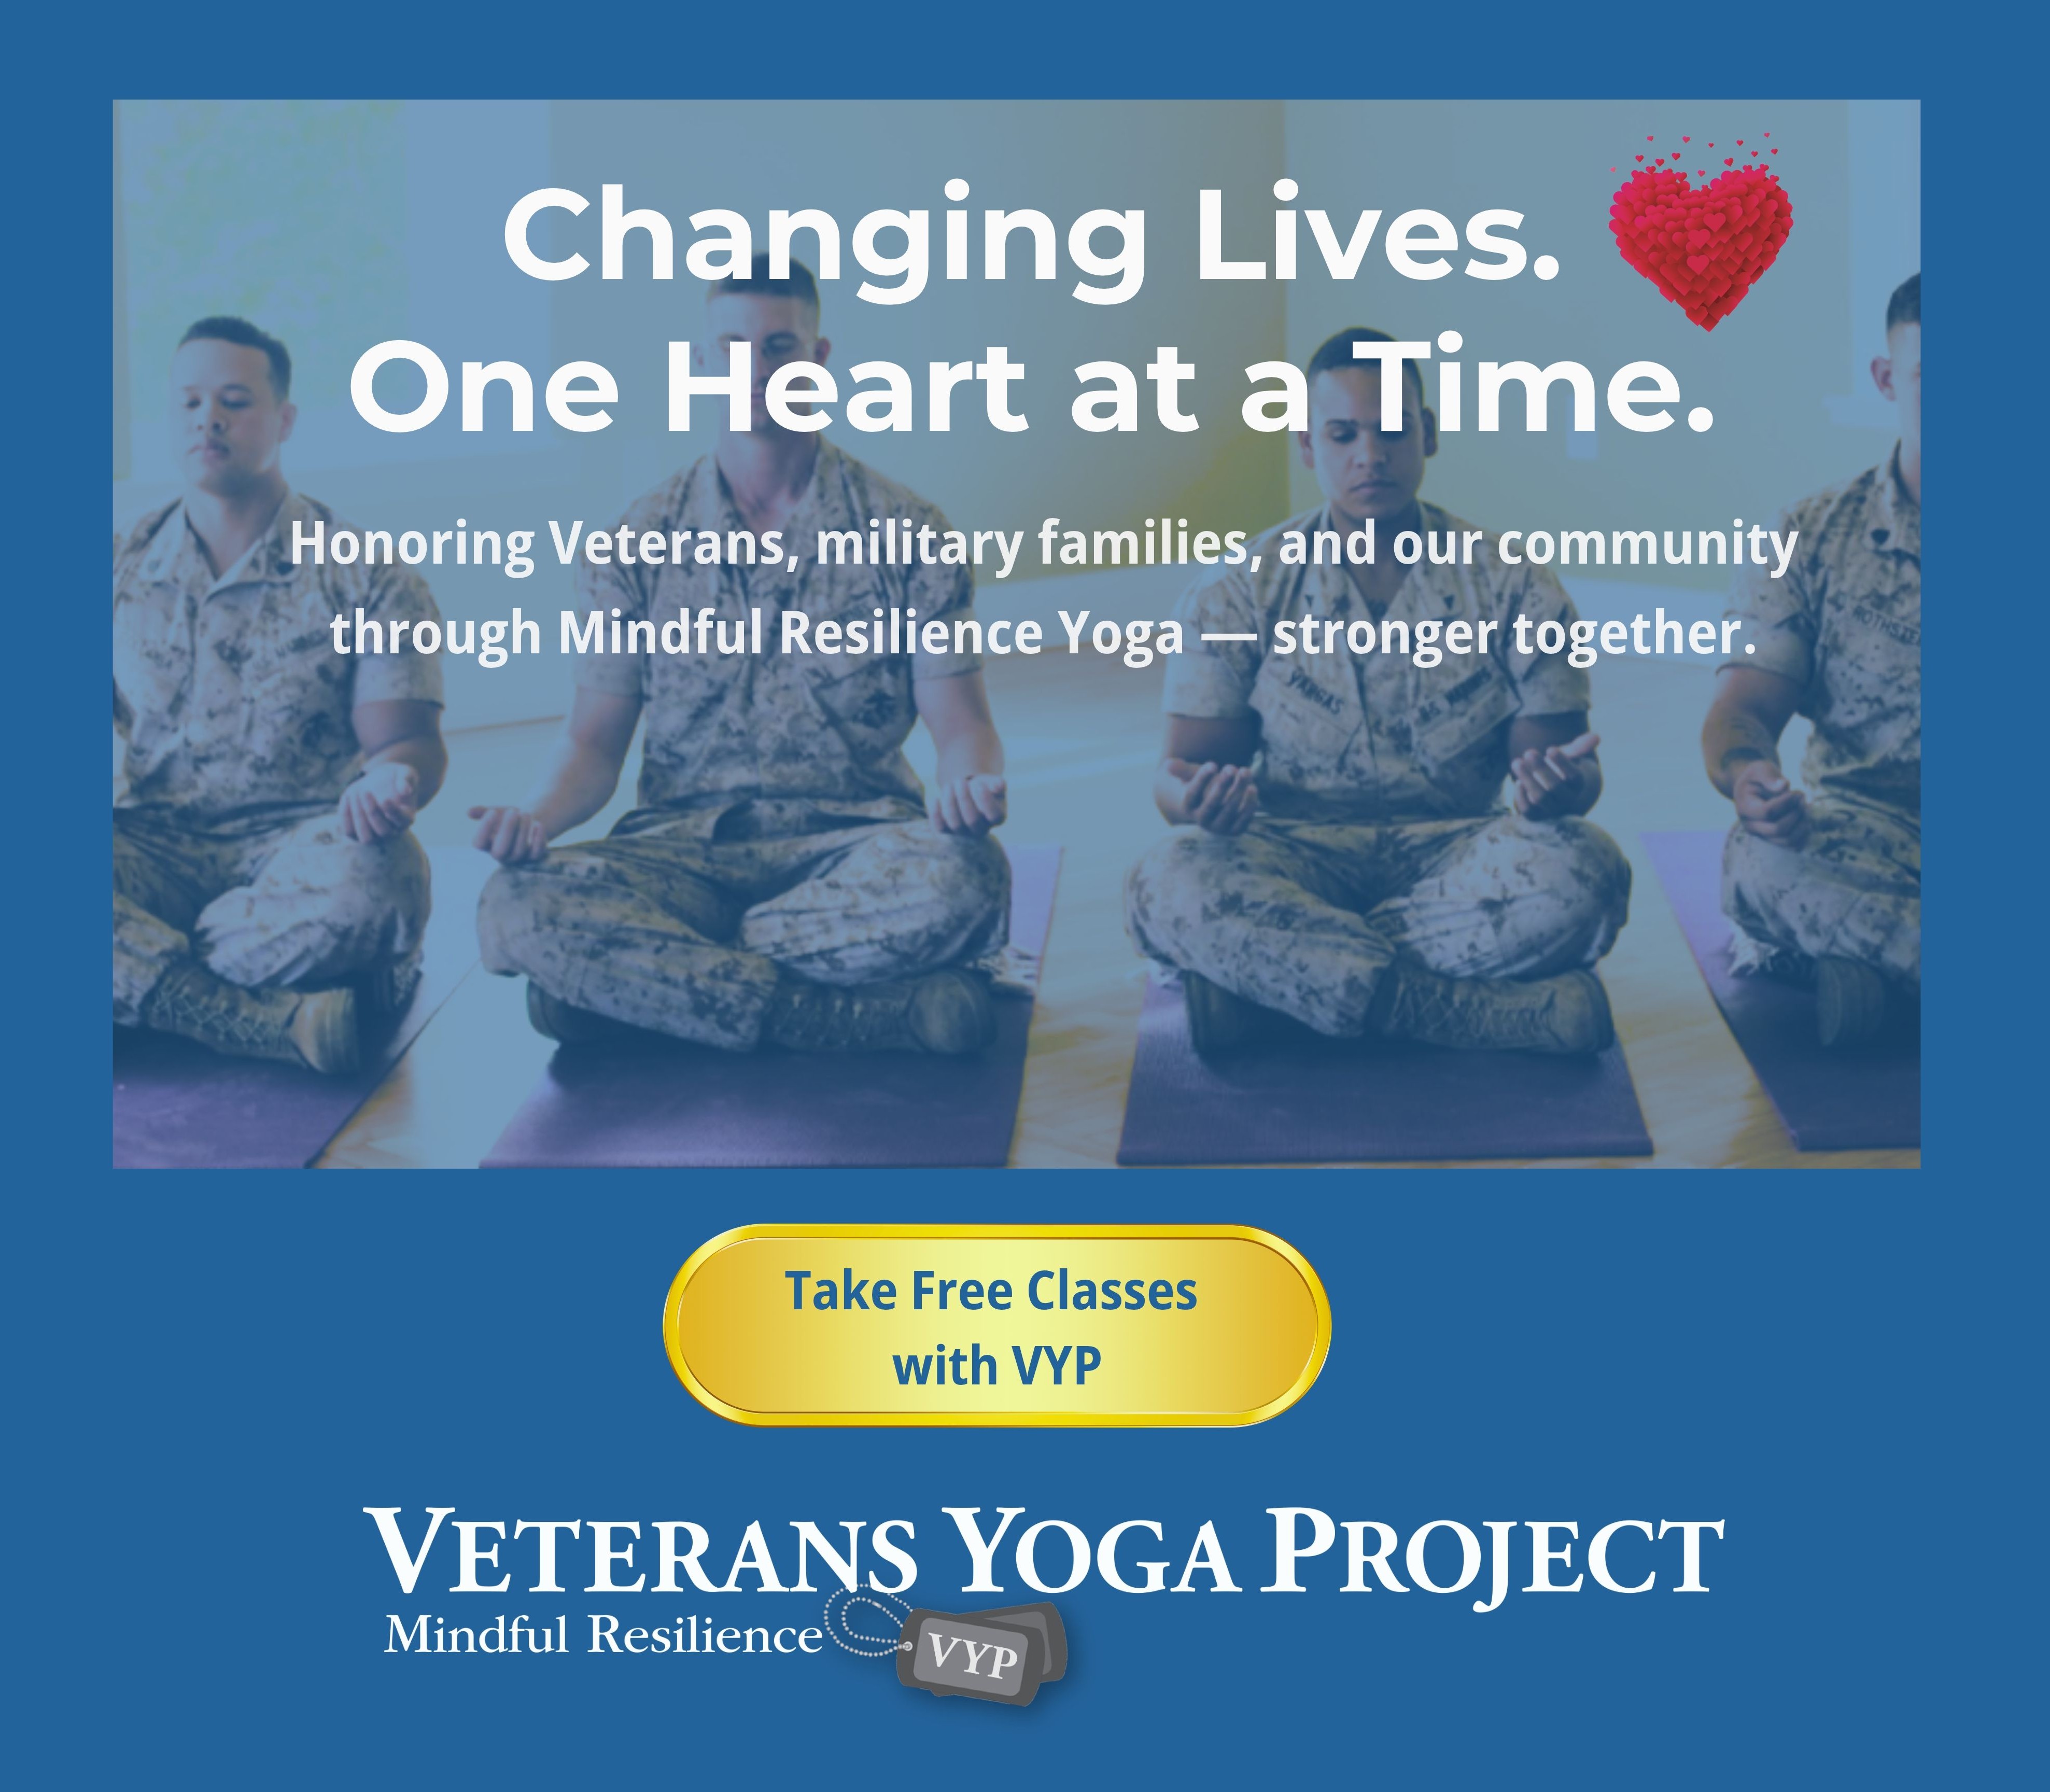 Changing Lives.
One Heart at a Time.
Honoring Veterans, military families, and our community
through Mindful Resilience Yoga — stronger together.
VARGAS
Take Free Classes
with VYP
VETERANS YOGA PROJECT
Mindful Resilience
VYP